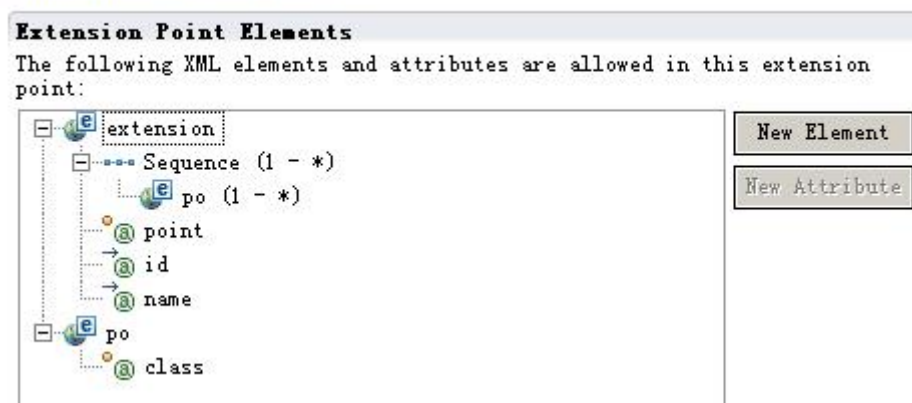 Extension Point Elements
The following XML elements and attributes are allowed in this extension
point:
extension
New Element
Sequence (1 - *)
po (1 - *)
New Attribute
point
id
name
po
class